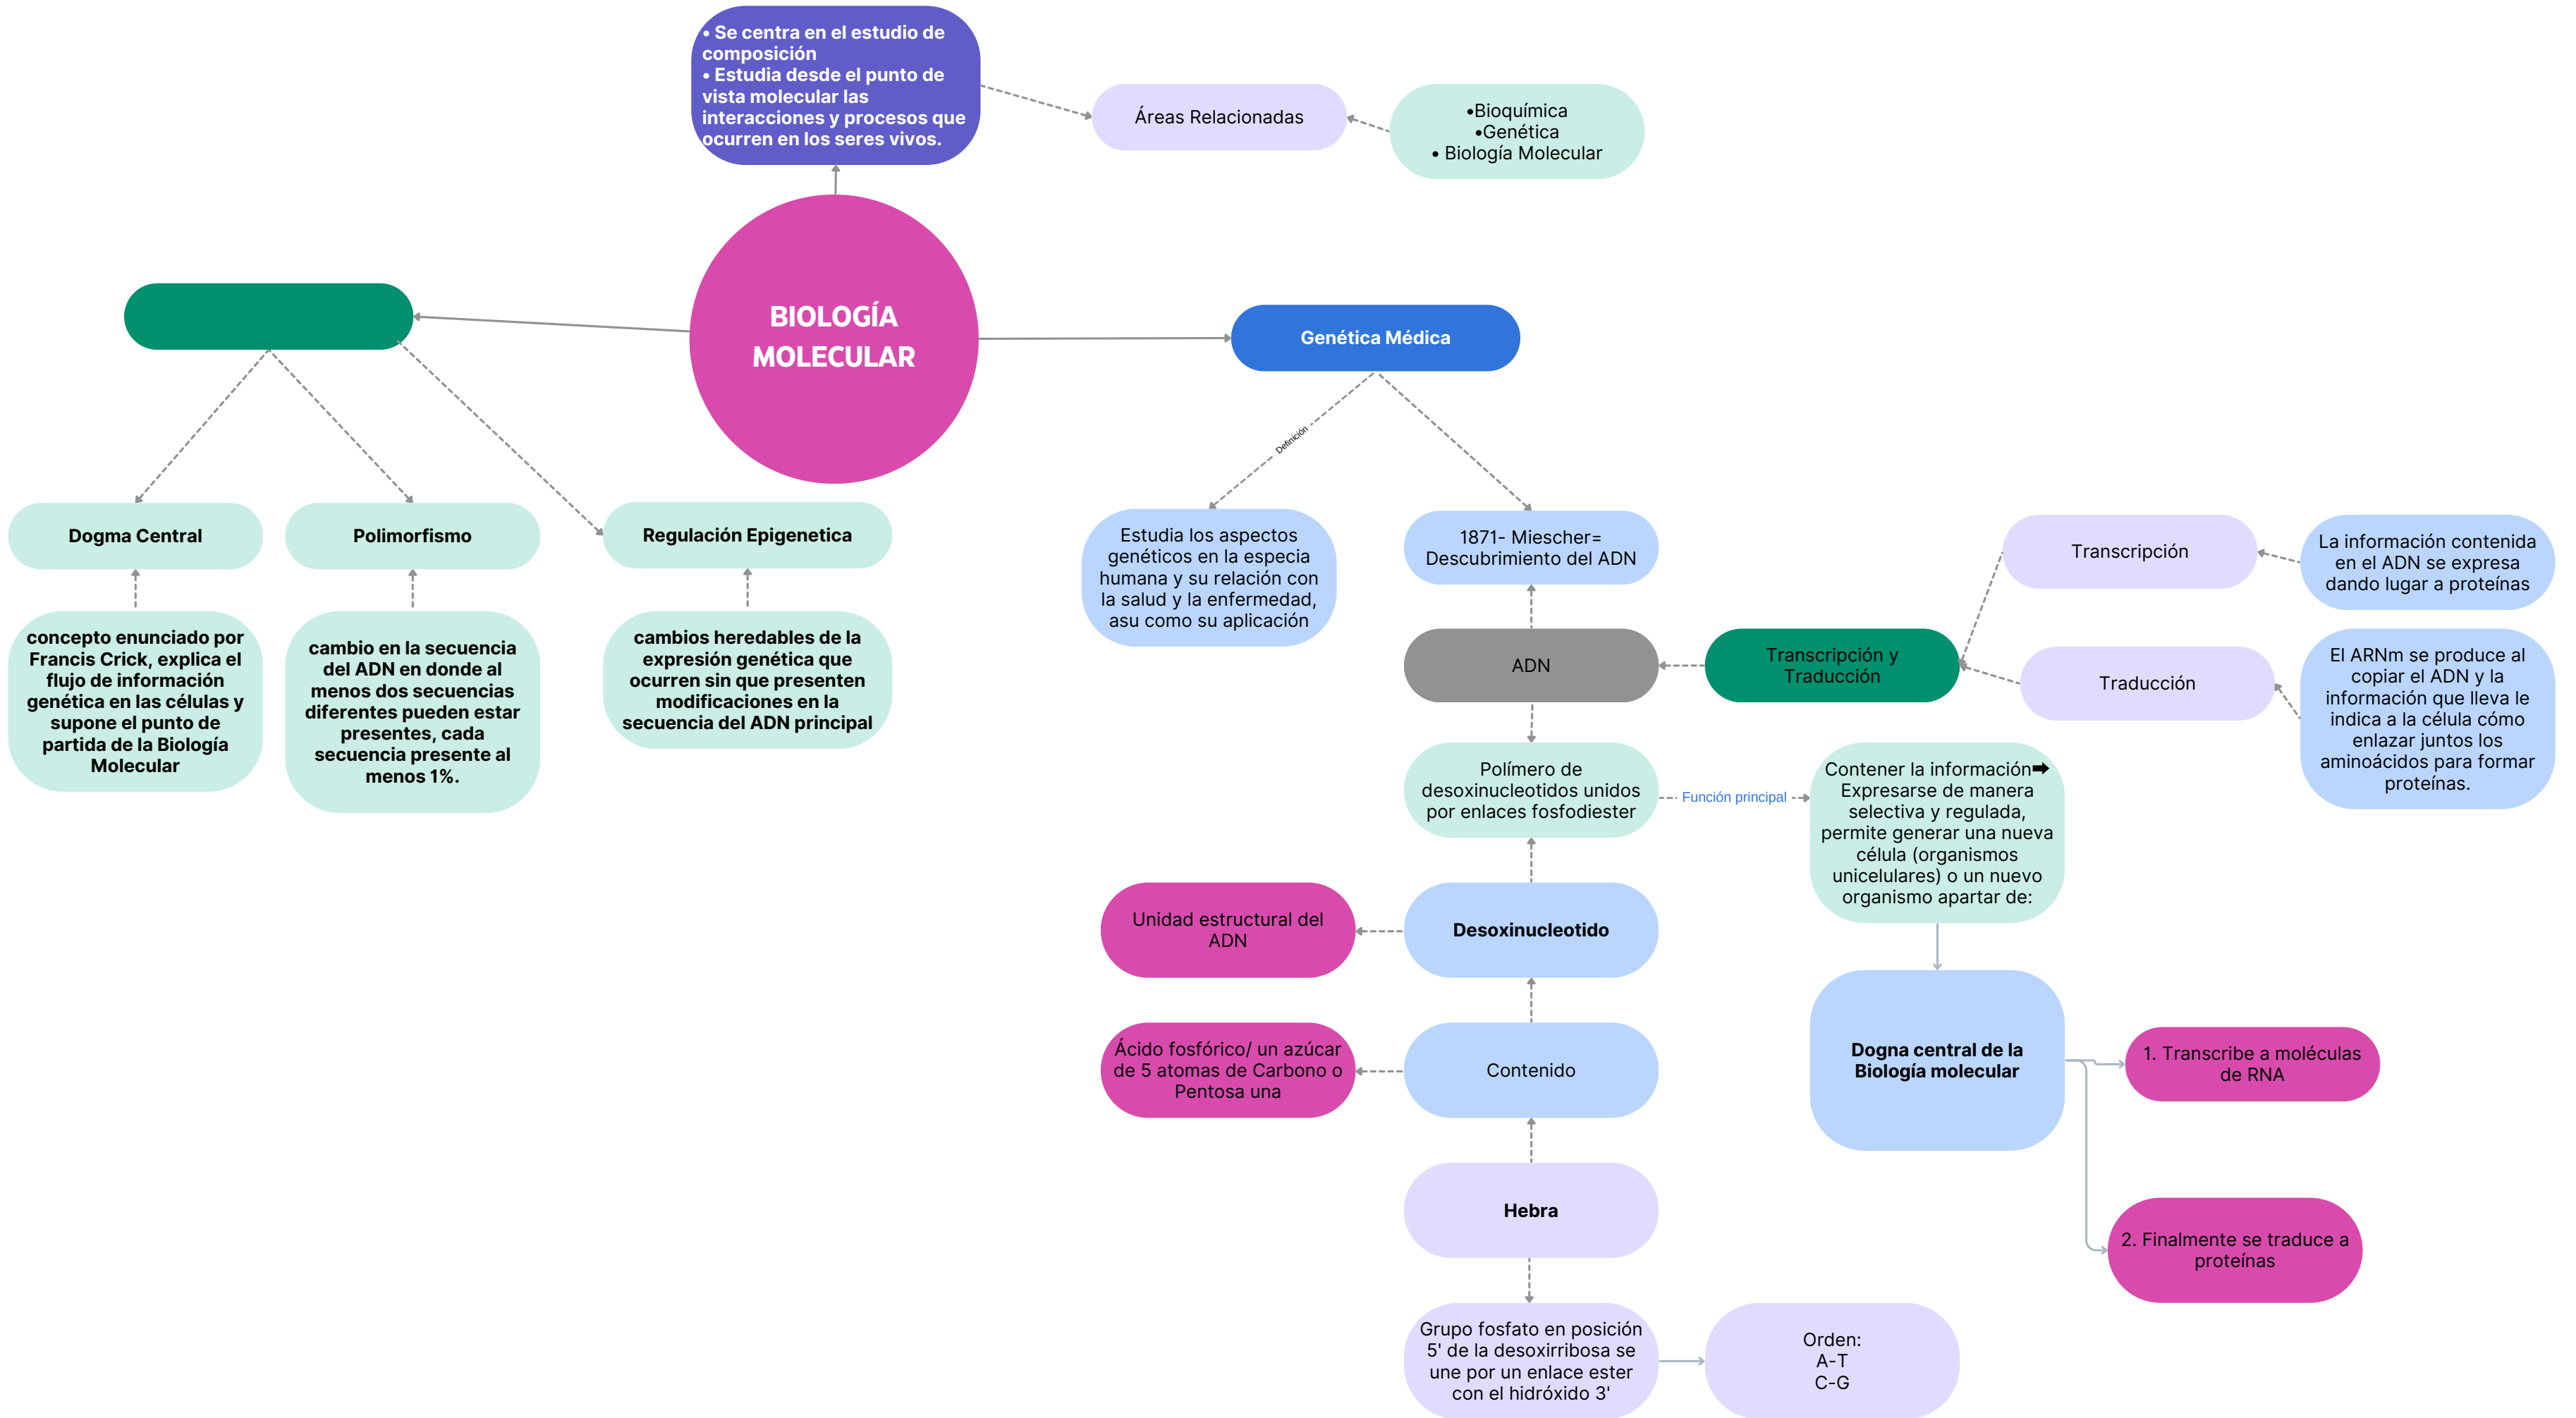 • Se centra en el estudio de
composición
• Estudia desde el punto de
vista molecular las
interacciones y procesos que
ocurren en los seres vivos.
Áreas Relacionadas
•Bioquímica
•Genética
• Biología Molecular
BIOLOGÍA
MOLECULAR
Genética Médica
Definición
Dogma Central
Polimorfismo
Regulación Epigenetica
concepto enunciado por
Francis Crick, explica el
flujo de información
genética en las células y
supone el punto de
partida de la Biología
Molecular
cambio en la secuencia
del ADN en donde al
menos dos secuencias
diferentes pueden estar
presentes, cada
secuencia presente al
menos 1%.
cambios heredables de la
expresión genética que
ocurren sin que presenten
modificaciones en la
secuencia del ADN principal
Estudia los aspectos
genéticos en la especia
humana y su relación con
la salud y la enfermedad,
asu como su aplicación
1871- Miescher=
Descubrimiento del ADN
ADN
Transcripción y
Traducción
Transcripción
La información contenida
en el ADN se expresa
dando lugar a proteínas
Traducción
El ARNm se produce al
copiar el ADN y la
información que lleva le
indica a la célula cómo
enlazar juntos los
aminoácidos para formar
proteínas.
Polímero de
desoxinucleotidos unidos
por enlaces fosfodiester
Función principal
Contener la información➡
Expresarse de manera
selectiva y regulada,
permite generar una nueva
célula (organismos
unicelulares) o un nuevo
organismo apartar de:
Unidad estructural del
ADN
Desoxinucleotido
Ácido fosfórico/ un azúcar
de 5 atomas de Carbono o
Pentosa una
Contenido
Dogna central de la
Biología molecular
1. Transcribe a moléculas
de RNA
2. Finalmente se traduce a
proteínas
Hebra
Grupo fosfato en posición
5' de la desoxirribosa se
une por un enlace ester
con el hidróxido 3'
Orden:
A-T
C-G